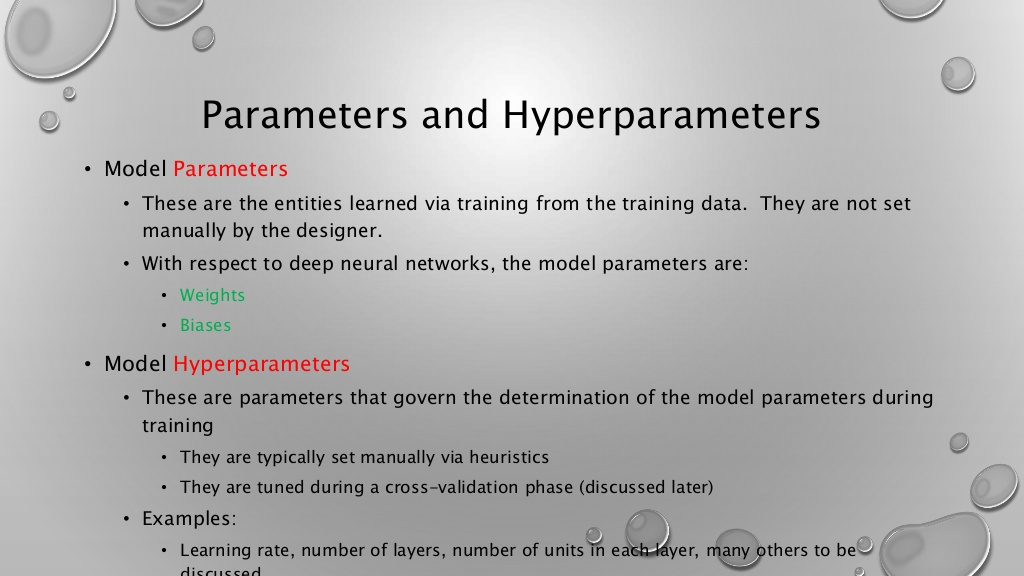 Parameters and Hyperparameters
• Model Parameters
• These are the entities learned via training from the training data.  They are not set
manually by the designer.
• With respect to deep neural networks, the model parameters are:
• Weights
• Biases
• Model Hyperparameters
• These are parameters that govern the determination of the model parameters during
training
• They are typically set manually via heuristics
• They are tuned during a cross-validation phase (discussed later)
• Examples:
• Learning rate, number of layers, number of units in each layer, many others to be
discussed